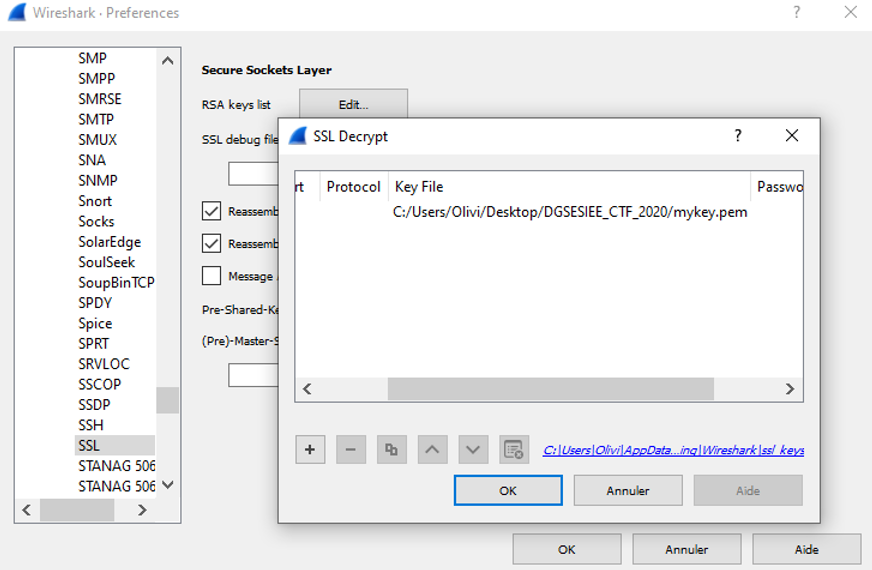 Wireshark · Preferences
SMP
SMPP
SMRSE
SMTP
SMUX
SNA
SNMP
Snort
Socks
SolarEdge
SoulSeek
SoupBinTCP
SPDY
Spice
SPRT
SRVLOC
SSCOP
SSDP
SSH
SSL
STANAG 506
STANAG 506
Secure Sockets Layer
RSA keys list
Edit...
SSL debug file
Reassemb
Reassemb
Message
Pre-Shared-Ke
(Pre)-Master-S
SSL Decrypt
?
rt Protocol Key File Passwo
C:/Users/Olivi/Desktop/DGSESIEE_CTF_2020/mykey.pem
C:\Users\Olivi\AppData...ing\Wireshark\ssl_keys
OK Annuler Aide
OK Annuler Aide